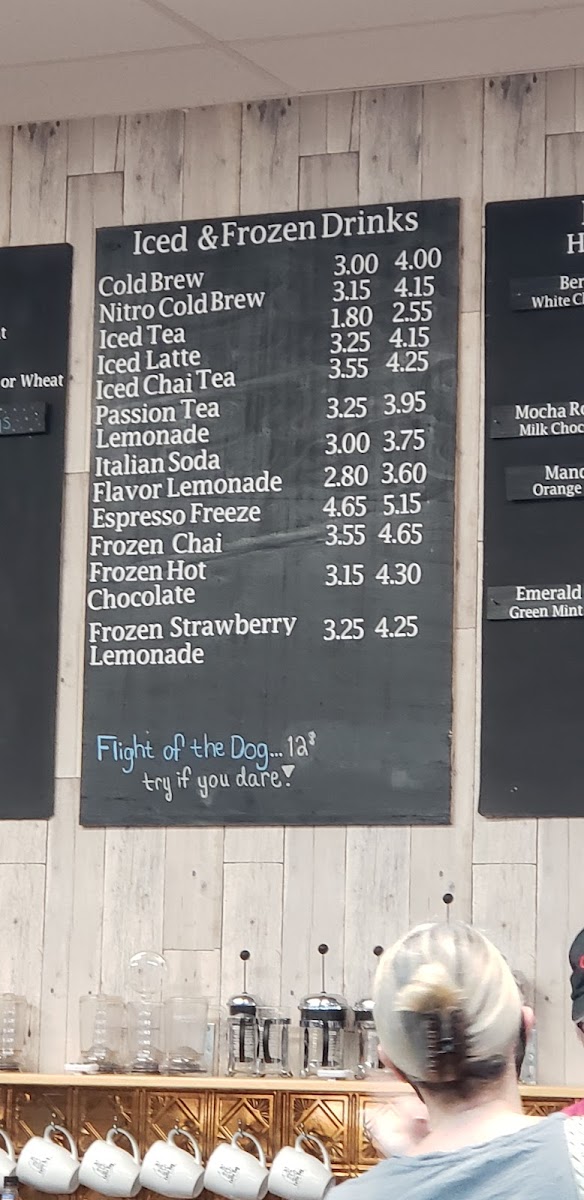 Iced & Frozen Drinks
Cold Brew 3.00 4.00
Nitro Cold Brew 3.15 4.15
Iced Tea 1.80 2.55
Iced Latte 3.25 4.15
Iced Chai Tea 3.55 4.25
Passion Tea
Lemonade 3.25 3.95
Italian Soda 3.00 3.75
Flavor Lemonade 2.80 3.60
Espresso Freeze 4.65 5.15
Frozen Chai 3.55 4.65
Frozen Hot
Chocolate 3.15 4.30
Frozen Strawberry 3.25 4.25
Lemonade
Flight of the Dog... 12$
try if you dare!
or Wheat
H
Ber
White Cl
Mocha Ro
Milk Choc
Mand
Orange
Emerald
Green Mint